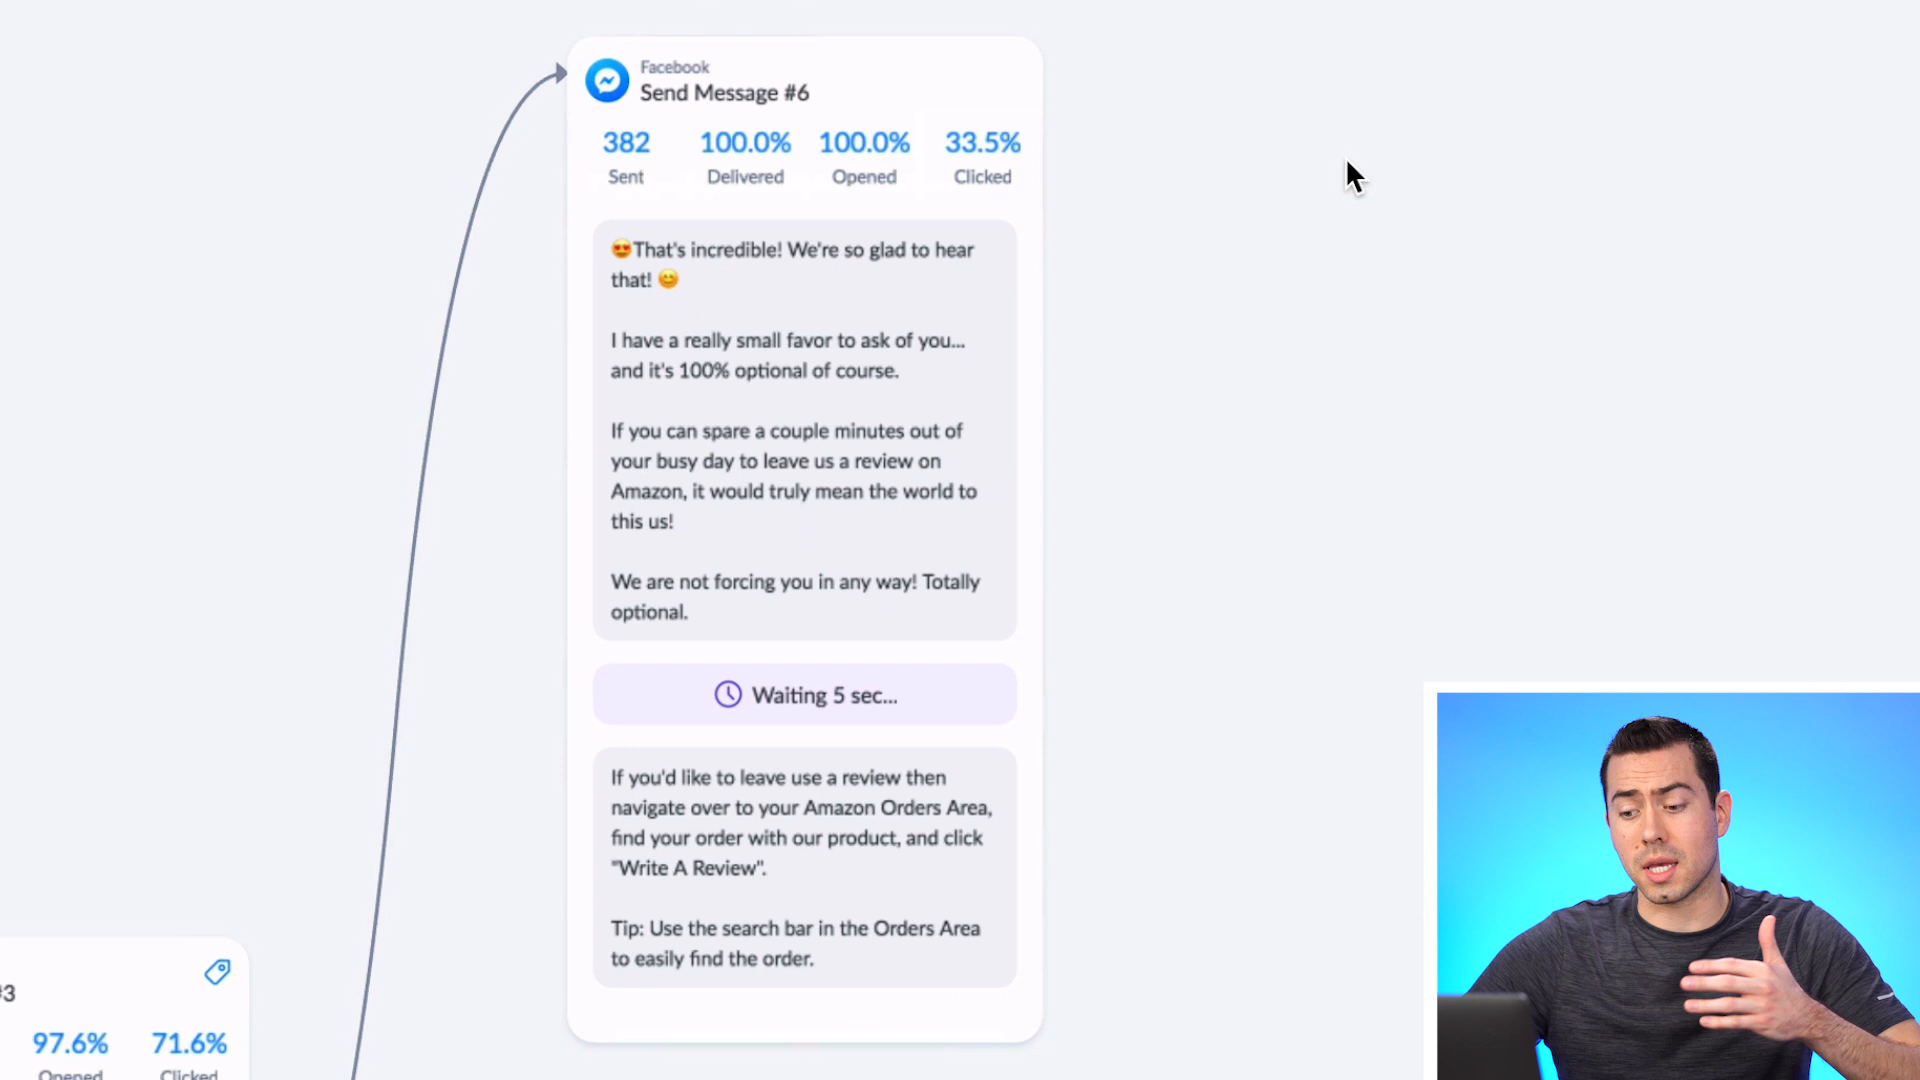 Facebook
Send Message #6
382 100.0% 100.0% 33.5%
Sent Delivered Opened Clicked
😍That's incredible! We're so glad to hear
that! 😊
I have a really small favor to ask of you...
and it's 100% optional of course.
If you can spare a couple minutes out of
your busy day to leave us a review on
Amazon, it would truly mean the world to
this us!
We are not forcing you in any way! Totally
optional.
Waiting 5 sec...
If you'd like to leave use a review then
navigate over to your Amazon Orders Area,
find your order with our product, and click
"Write A Review".
Tip: Use the search bar in the Orders Area
to easily find the order.
#3
97.6% 71.6%
Opened Clicked